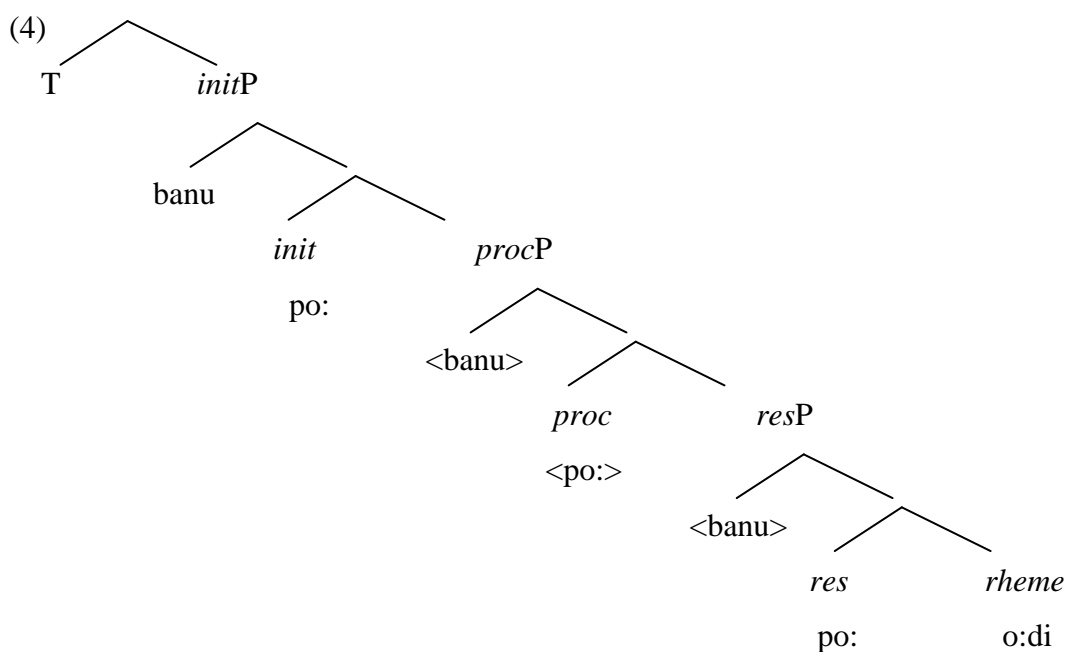 (4)
T initP
banu
init procP
po:
<banu>
proc resP
<po:>
<banu>
res rheme
po: o:di